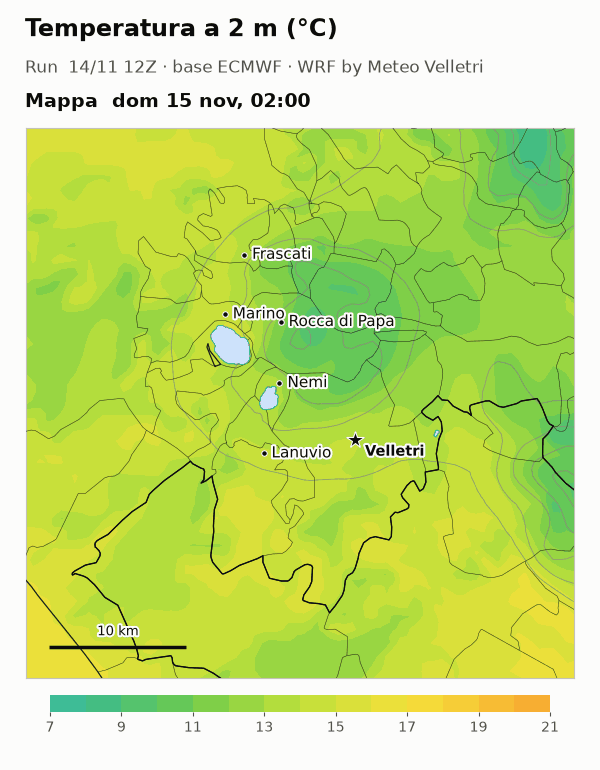 Temperatura a 2 m (°C)
Run  14/11 12Z · base ECMWF · WRF by Meteo Velletri
Mappa  dom 15 nov, 02:00
Frascati
Marino
Rocca di Papa
Nemi
Velletri
Lanuvio
10 km
7 9 11 13 15 17 19 21